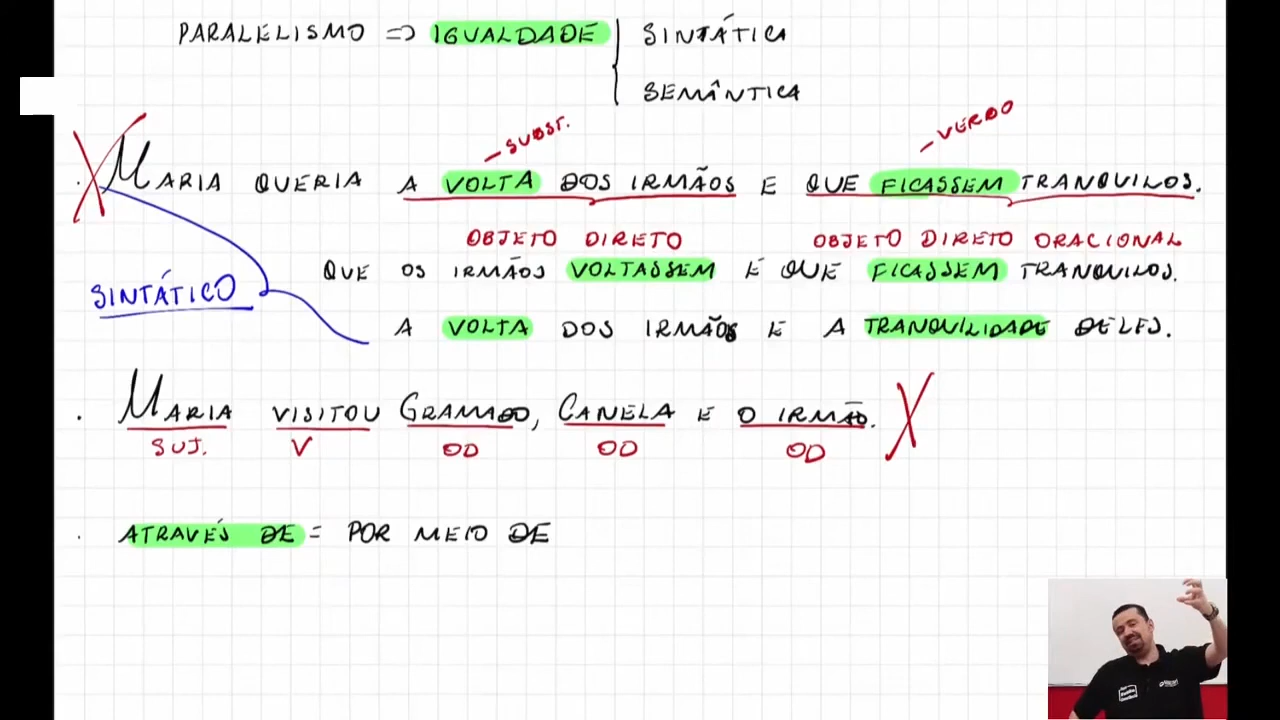 PARALELISMO => IGUALDADE { SINTÁTICA
SEMÂNTICA
- SUBST.
- VERBO
X . MARIA QUERIA A VOLTA DOS IRMÃOS E QUE FICASSEM TRANQUILOS.
OBJETO DIRETO OBJETO DIRETO ORACIONAL
QUE OS IRMÃOS VOLTASSEM E QUE FICASSEM TRANQUILOS.
SINTÁTICO
A VOLTA DOS IRMÃOS E A TRANQUILIDADE DELES.
. MARIA VISITOU GRAMADO, CANELA E O IRMÃO. X
SUJ. V OD OD OD
. ATRAVÉS DE = POR MEIO DE